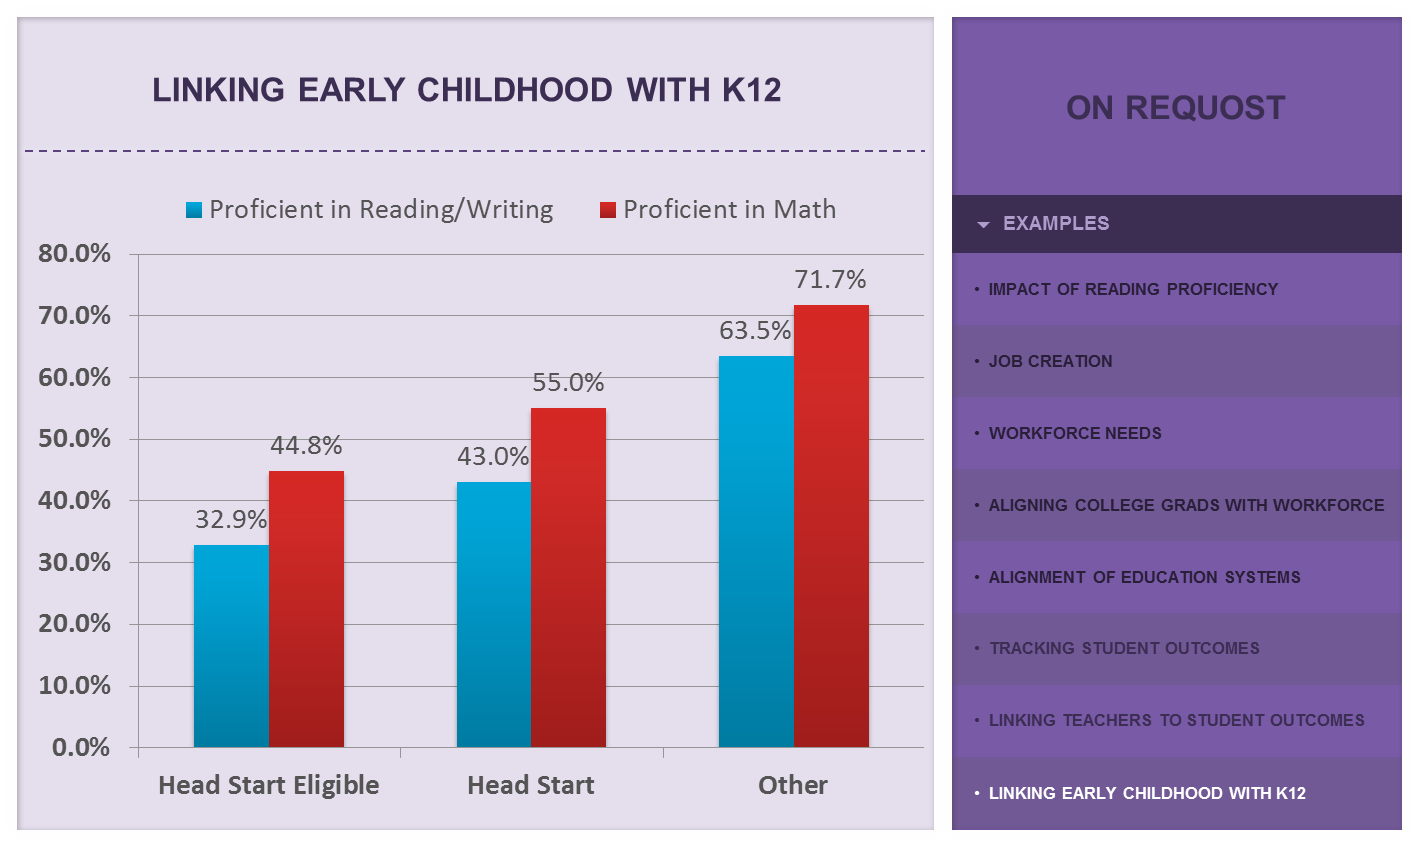 LINKING EARLY CHILDHOOD WITH K12
Proficient in Reading/Writing
Proficient in Math
80.0%
70.0%
60.0%
50.0%
40.0%
30.0%
20.0%
10.0%
0.0%
32.9%
44.8%
43.0%
55.0%
63.5%
71.7%
Head Start Eligible
Head Start
Other
ON REQUOST
EXAMPLES
• IMPACT OF READING PROFICIENCY
• JOB CREATION
• WORKFORCE NEEDS
• ALIGNING COLLEGE GRADS WITH WORKFORCE
• ALIGNMENT OF EDUCATION SYSTEMS
• TRACKING STUDENT OUTCOMES
• LINKING TEACHERS TO STUDENT OUTCOMES
• LINKING EARLY CHILDHOOD WITH K12